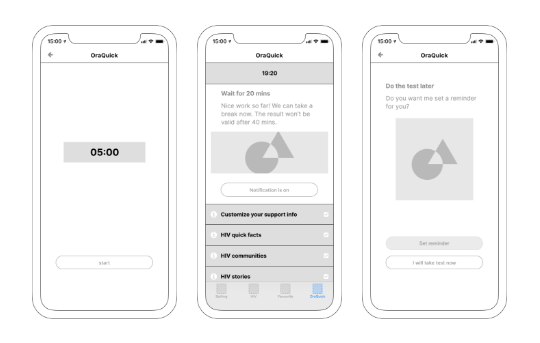 15:00
OraQuick
05:00
start
15:00
OraQuick
19:20
Wait for 20 mins
Nice work so far! We can take a
break now. The result won't be
valid after 40 mins.
Notification is on
Customize your support info
HIV quick facts
HIV communities
HIV stories
Setting
HIV
Favourite
OraQuick
15:00
OraQuick
Do the test later
Do you want me set a reminder
for you?
Set reminder
I will take test now